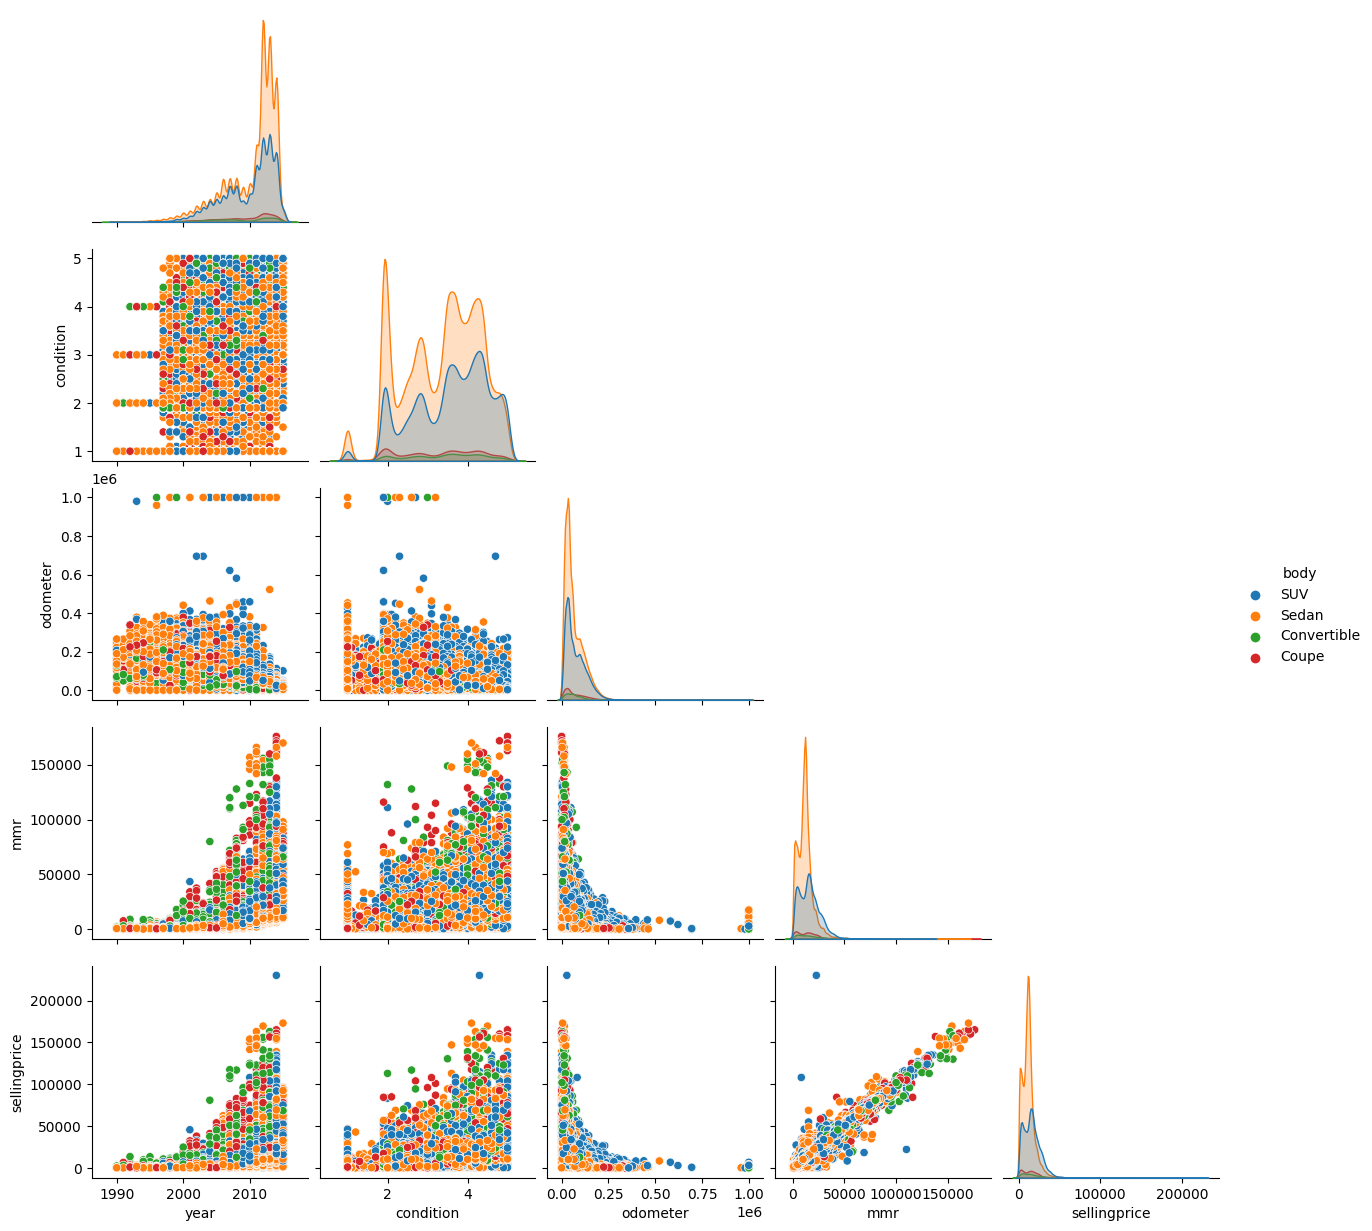 condition
5
4
3
2
1
1e6
odometer
1.0
0.8
0.6
0.4
0.2
0.0
body
SUV
Sedan
Convertible
Coupe
mmr
150000
100000
50000
0
sellingprice
200000
150000
100000
50000
0
1990 2000 2010
2 4
0.00 0.25 0.50 0.75 1.00
1e6
0 50000 100000 150000
0 100000 200000
year condition odometer mmr sellingprice